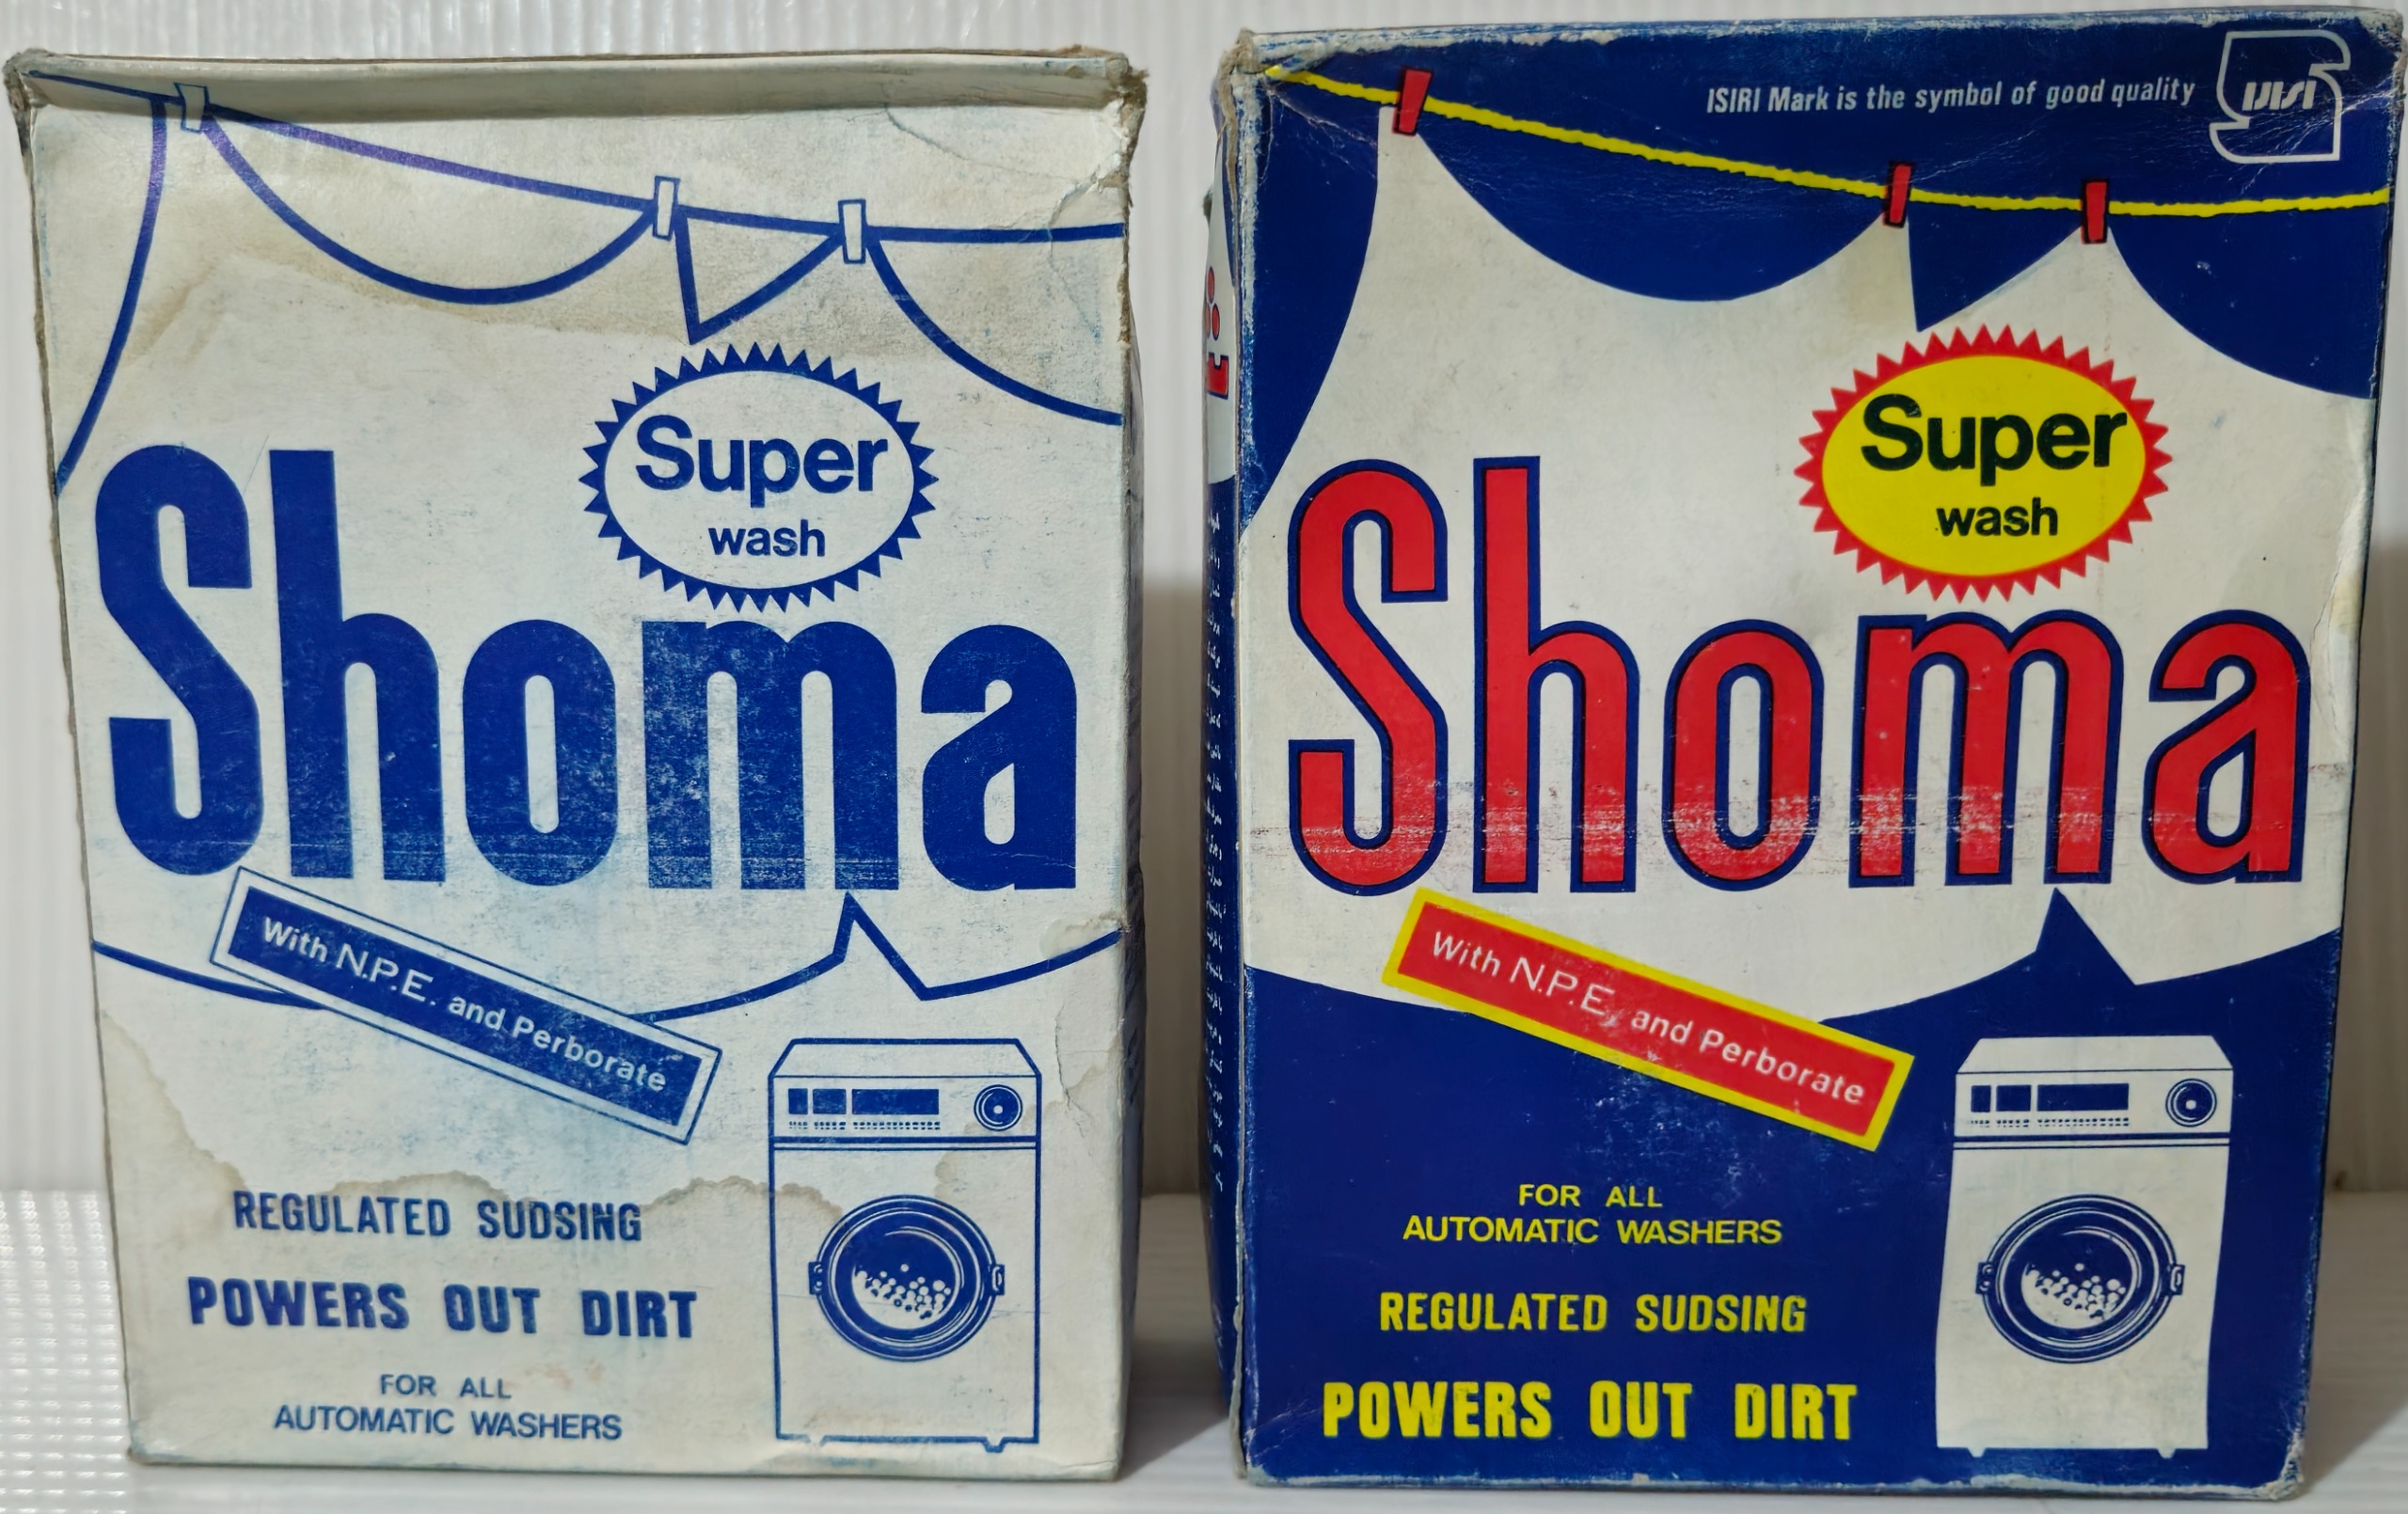 Super
wash
Shoma
With N.P.E. and Perborate
REGULATED SUDSING
POWERS OUT DIRT
FOR ALL
AUTOMATIC WASHERS
ISIRI Mark is the symbol of good quality
Super
wash
Shoma
With N.P.E. and Perborate
FOR ALL
AUTOMATIC WASHERS
REGULATED SUDSING
POWERS OUT DIRT